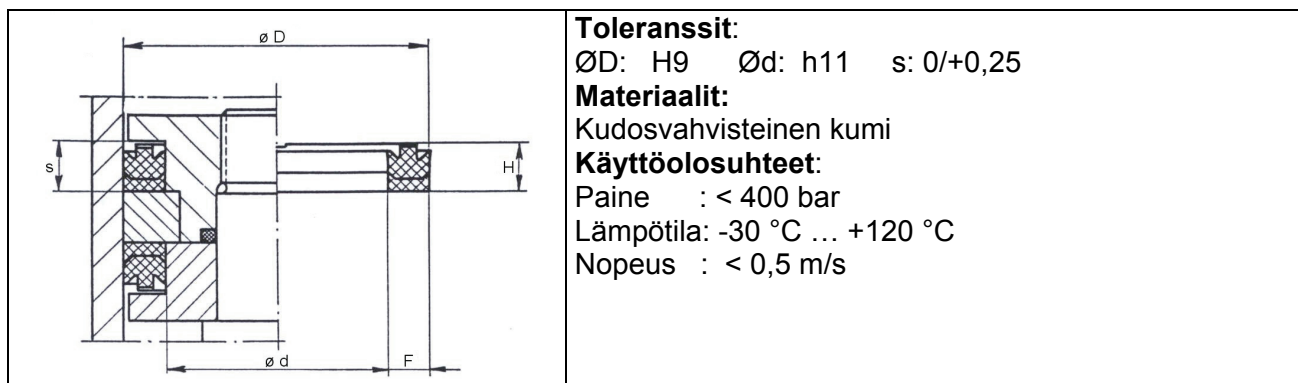 ø D
s
H
ø d
F
Toleranssit:
ØD: H9 Ød: h11 s: 0/+0,25
Materiaalit:
Kudosvahvisteinen kumi
Käyttöolosuhteet:
Paine : < 400 bar
Lämpötila: -30 °C … +120 °C
Nopeus : < 0,5 m/s